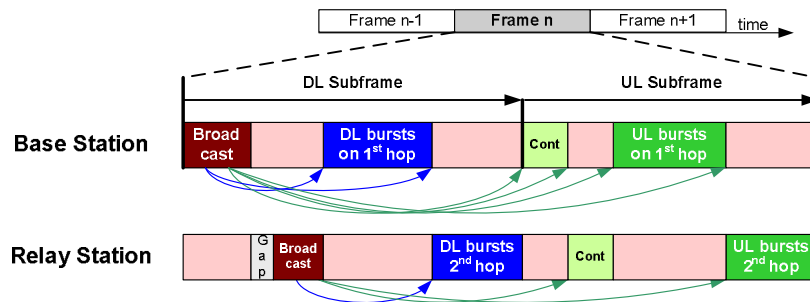 Frame n-1 Frame n Frame n+1 time
DL Subframe UL Subframe
Base Station
Broad
cast
DL bursts
on 1st hop
Cont
UL bursts
on 1st hop
Relay Station
Gap
Broad
cast
DL bursts
2nd hop
Cont
UL bursts
2nd hop